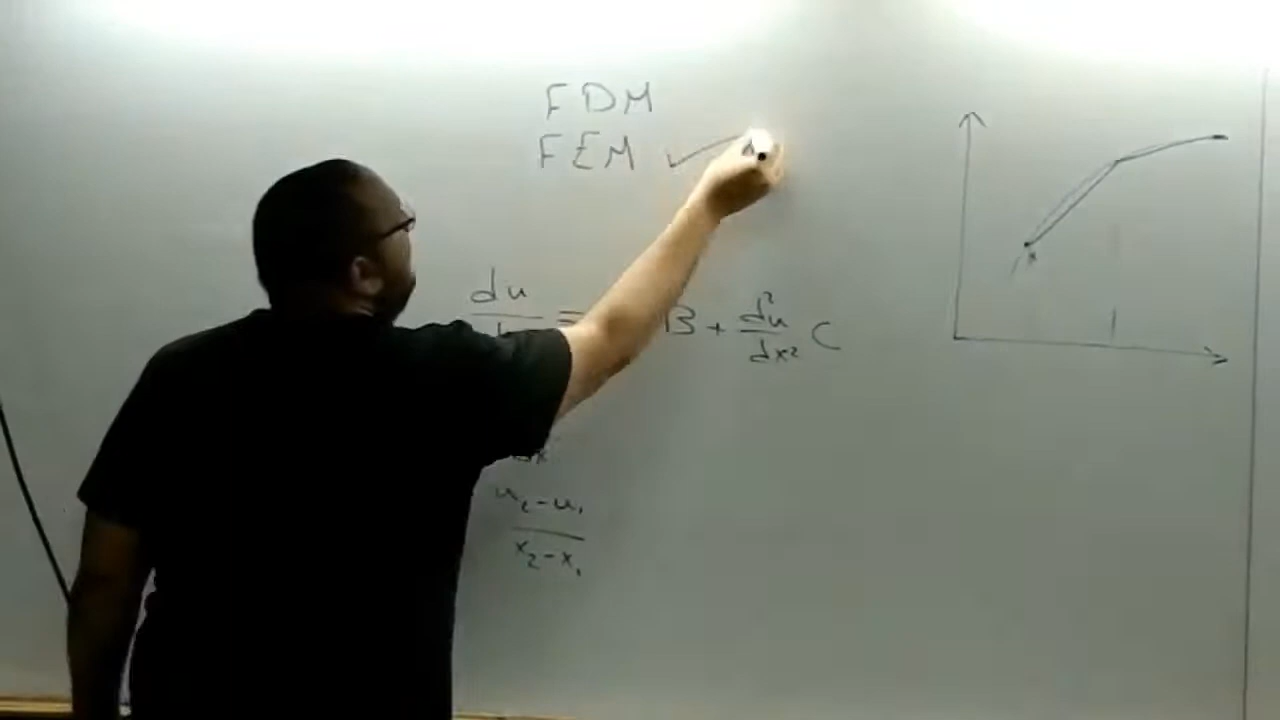 FDM
FEM ✓
du = B + d²u C
dx²
u₂-u₁
x₂-x₁